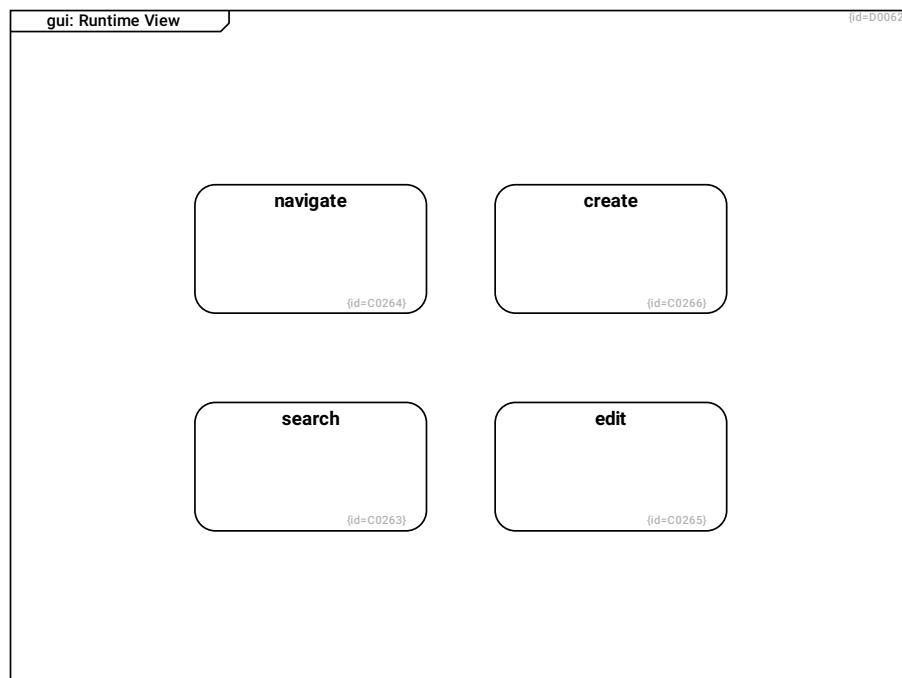 gui: Runtime View
{id=D0062
navigate
{id=C0264}
create
{id=C0266}
search
{id=C0263}
edit
{id=C0265}